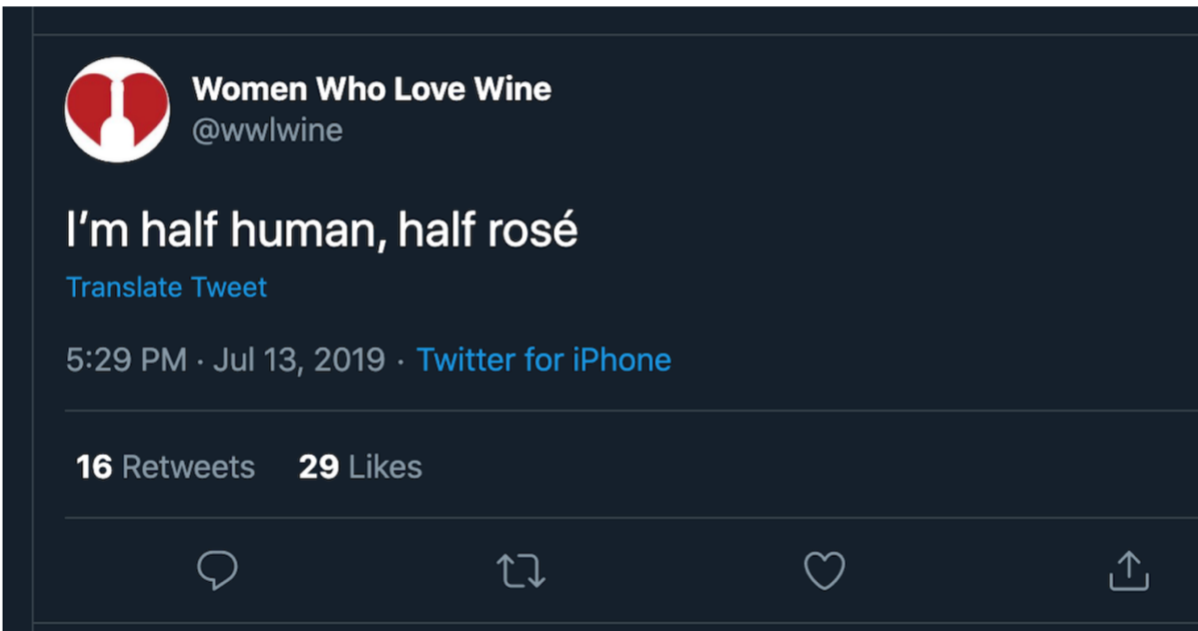 Women Who Love Wine
@wwlwine
I’m half human, half rosé
Translate Tweet
5:29 PM · Jul 13, 2019 · Twitter for iPhone
16 Retweets 29 Likes